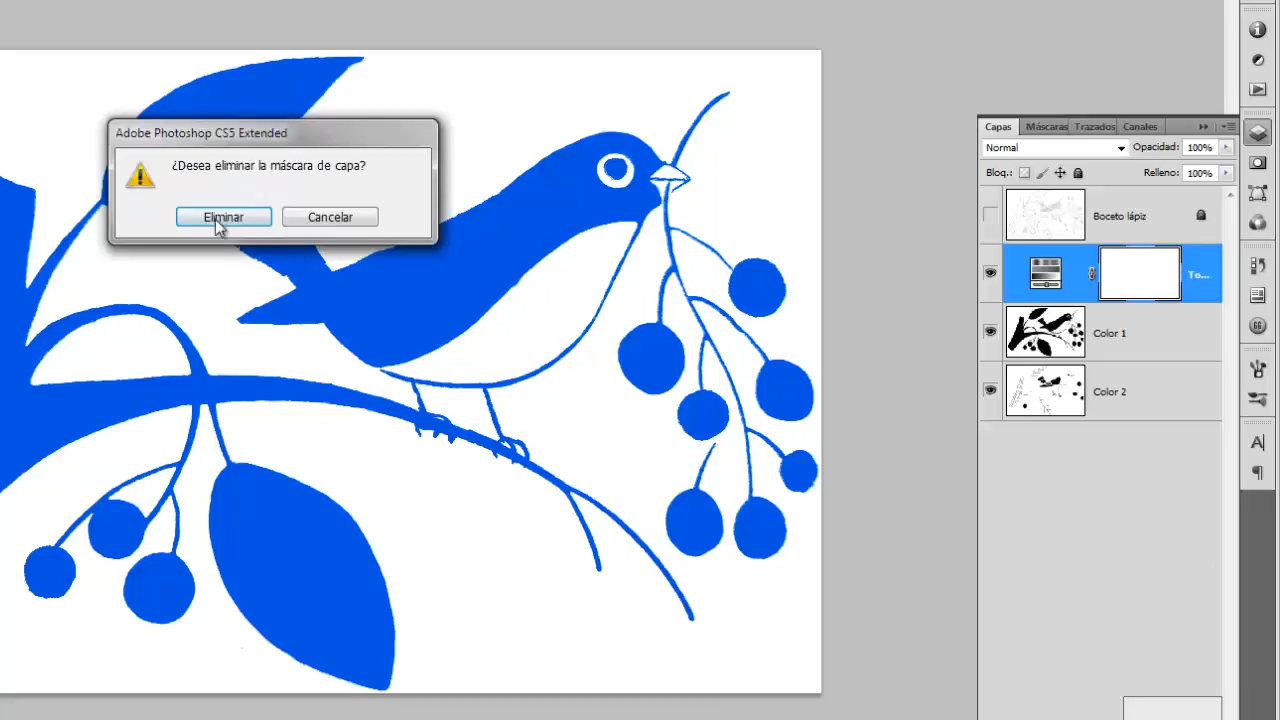 Adobe Photoshop CS5 Extended
¿Desea eliminar la máscara de capa?
Eliminar
Cancelar
Capas
Máscaras
Trazados
Canales
Normal
Opacidad: 100%
Bloq.:
Relleno: 100%
Boceto lápiz
To...
Color 1
Color 2